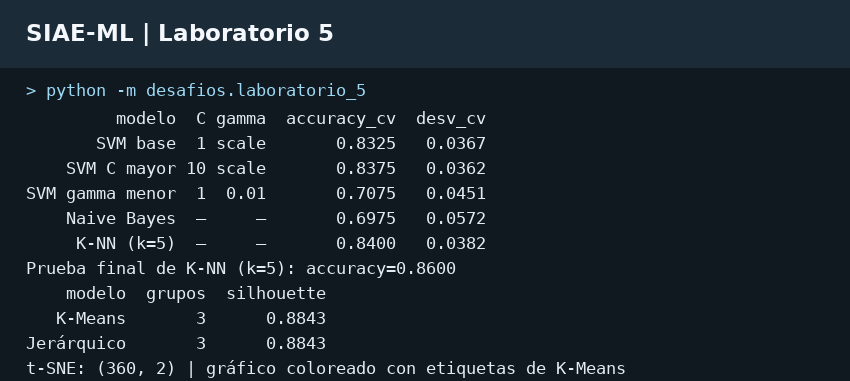 SIAE-ML | Laboratorio 5
> python -m desafios.laboratorio_5
modelo C gamma accuracy_cv desv_cv
SVM base 1 scale 0.8325 0.0367
SVM C mayor 10 scale 0.8375 0.0362
SVM gamma menor 1 0.01 0.7075 0.0451
Naive Bayes — — 0.6975 0.0572
K-NN (k=5) — — 0.8400 0.0382
Prueba final de K-NN (k=5): accuracy=0.8600
modelo grupos silhouette
K-Means 3 0.8843
Jerárquico 3 0.8843
t-SNE: (360, 2) | gráfico coloreado con etiquetas de K-Means